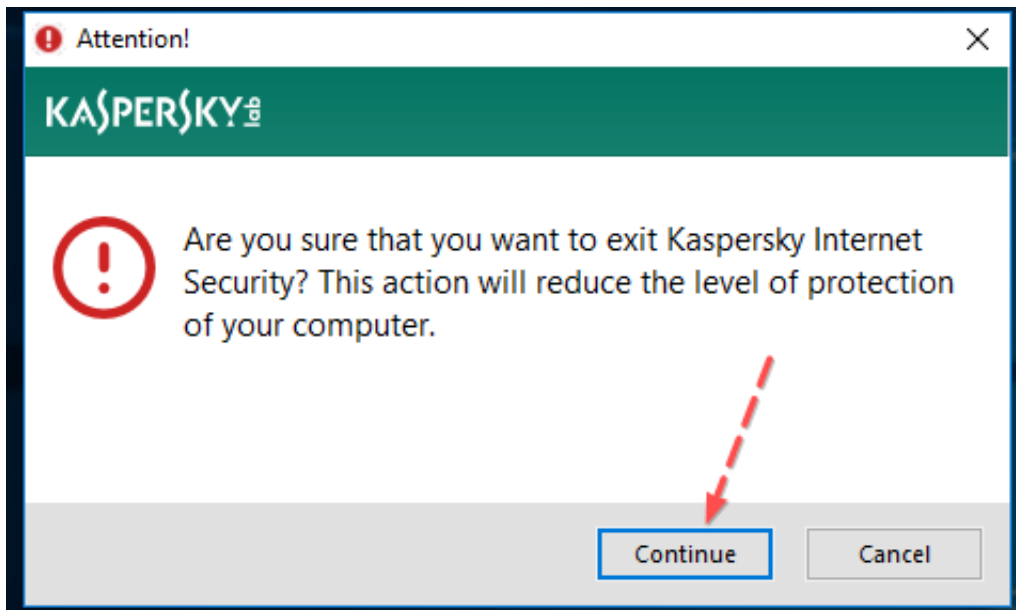 Attention!
KASPERSKY lab
Are you sure that you want to exit Kaspersky Internet
Security? This action will reduce the level of protection
of your computer.
Continue Cancel